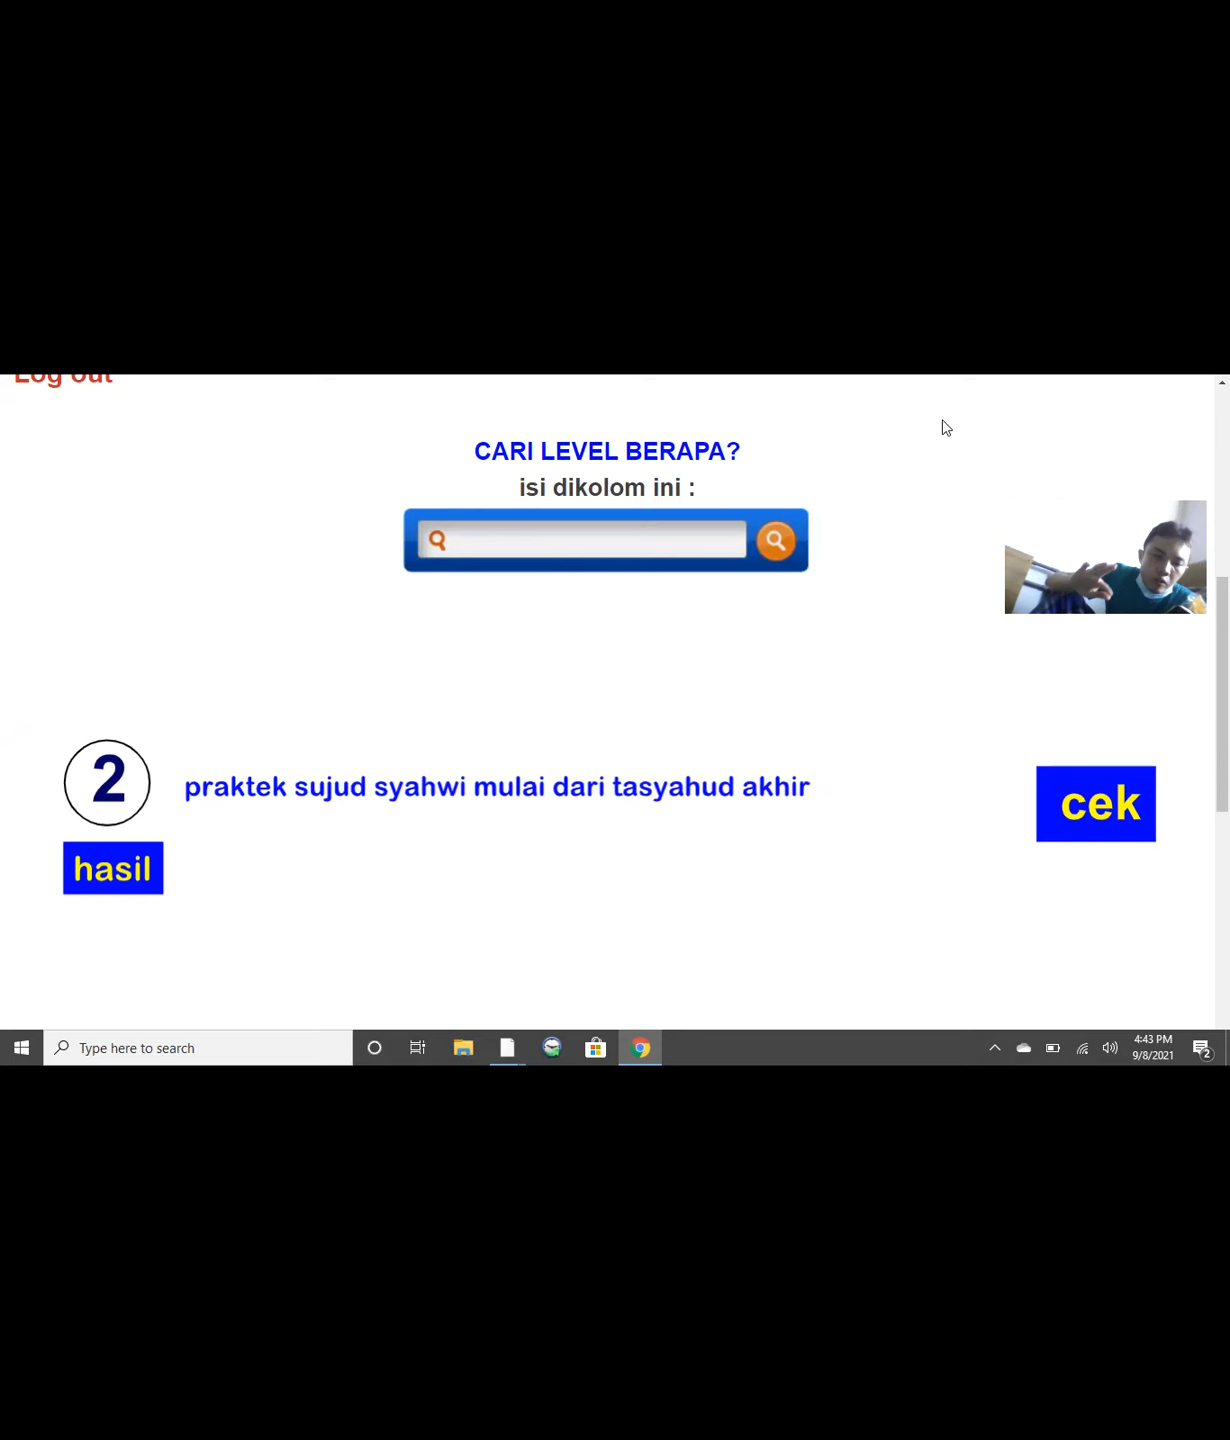 Log out
CARI LEVEL BERAPA?
isi dikolom ini :
2
praktek sujud syahwi mulai dari tasyahud akhir
cek
hasil
Type here to search
4:43 PM
9/8/2021
2